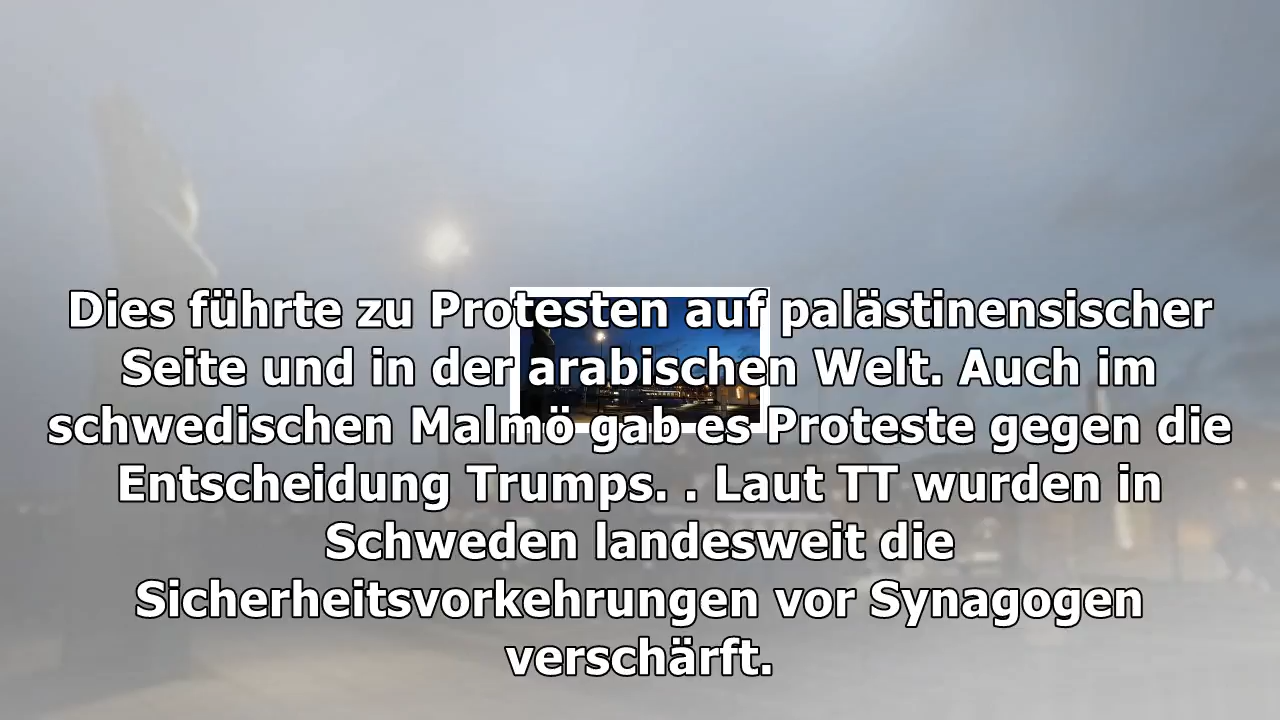 Dies führte zu Protesten auf palästinensischer
Seite und in der arabischen Welt. Auch im
schwedischen Malmö gab es Proteste gegen die
Entscheidung Trumps. . Laut TT wurden in
Schweden landesweit die
Sicherheitsvorkehrungen vor Synagogen
verschärft.